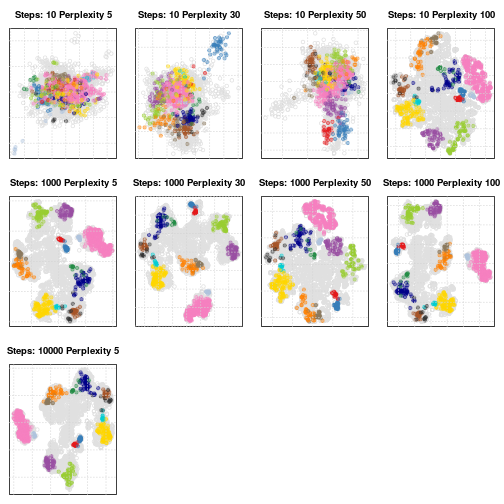 Steps: 10 Perplexity 5
Steps: 10 Perplexity 30
Steps: 10 Perplexity 50
Steps: 10 Perplexity 100
Steps: 1000 Perplexity 5
Steps: 1000 Perplexity 30
Steps: 1000 Perplexity 50
Steps: 1000 Perplexity 100
Steps: 10000 Perplexity 5